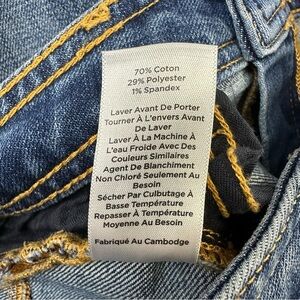 70% Coton
29% Polyester
1% Spandex
Laver Avant De Porter
Tourner À L'envers Avant
De Laver
Laver À La Machine À
L'eau Froide Avec Des
Couleurs Similaires
Agent De Blanchiment
Non Chloré Seulement Au
Besoin
Sécher Par Culbutage À
Basse Température
Repasser À Température
Moyenne Au Besoin
Fabriqué Au Cambodge